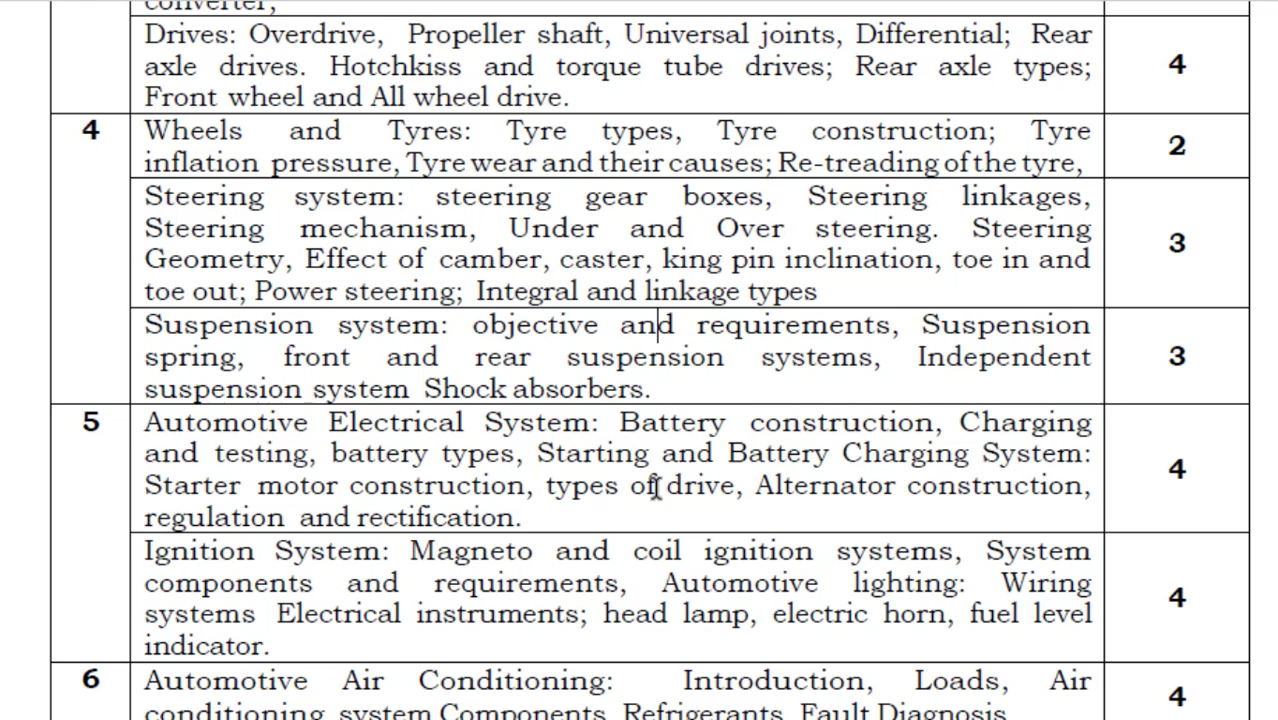 converter;
Drives: Overdrive, Propeller shaft, Universal joints, Differential; Rear
axle drives. Hotchkiss and torque tube drives; Rear axle types;
Front wheel and All wheel drive.
4
4
Wheels and Tyres: Tyre types, Tyre construction; Tyre
inflation pressure, Tyre wear and their causes; Re-treading of the tyre,
2
Steering system: steering gear boxes, Steering linkages,
Steering mechanism, Under and Over steering. Steering
Geometry, Effect of camber, caster, king pin inclination, toe in and
toe out; Power steering; Integral and linkage types
3
Suspension system: objective and requirements, Suspension
spring, front and rear suspension systems, Independent
suspension system Shock absorbers.
3
5
Automotive Electrical System: Battery construction, Charging
and testing, battery types, Starting and Battery Charging System:
Starter motor construction, types of drive, Alternator construction,
regulation and rectification.
4
Ignition System: Magneto and coil ignition systems, System
components and requirements, Automotive lighting: Wiring
systems Electrical instruments; head lamp, electric horn, fuel level
indicator.
4
6
Automotive Air Conditioning: Introduction, Loads, Air
conditioning system Components, Refrigerants, Fault Diagnosis
4